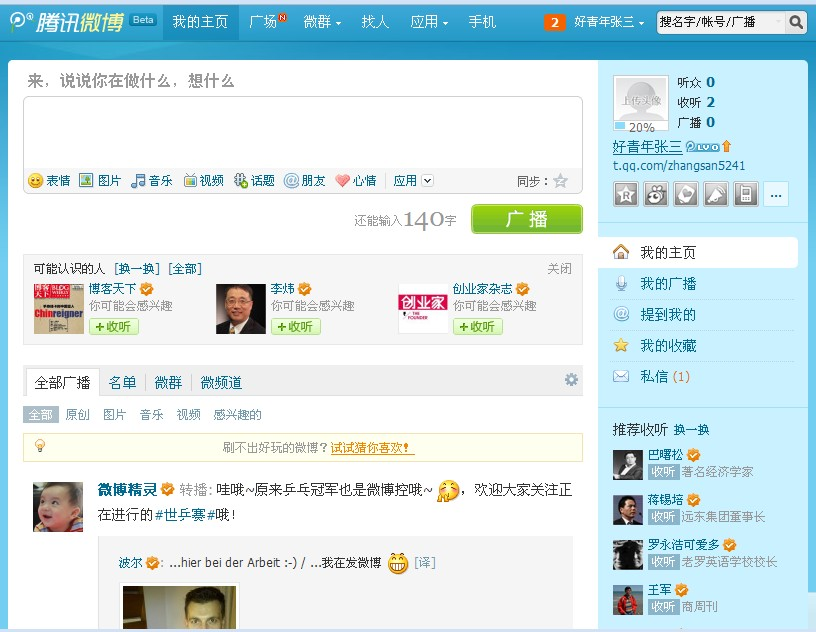 腾讯微博 Beta 我的主页 广场 N 微群 找人 应用 手机 2 好青年张三 搜名字/帐号/广播
来，说说你在做什么，想什么
表情 图片 音乐 视频 话题 朋友 心情 应用 同步：
还能输入140字 广播
可能认识的人 [换一换] [全部] 关闭
博客天下
你可能会感兴趣
+收听
李炜
你可能会感兴趣
+收听
创业家
THE FOUNDER
创业家杂志
你可能会感兴趣
+收听
博客天下 BLOG WEEKLY
Chinreigner
全部广播 名单 微群 微频道
全部 原创 图片 音乐 视频 感兴趣的
刷不出好玩的微博？试试猜你喜欢！
微博精灵 转播: 哇哦~原来乒乓冠军也是微博控哦~ ，欢迎大家关注正
在进行的#世乒赛#哦！
波尔 : ...hier bei der Arbeit :-) / ...我在发微博 [译]
上传头像
20%
听众 0
收听 2
广播 0
好青年张三 LV0
t.qq.com/zhangsan5241
...
我的主页
我的广播
@ 提到我的
我的收藏
私信 (1)
推荐收听 换一换
巴曙松
收听 著名经济学家
蒋锡培
收听 远东集团董事长
罗永浩可爱多
收听 老罗英语学校校长
王军
收听 商周刊